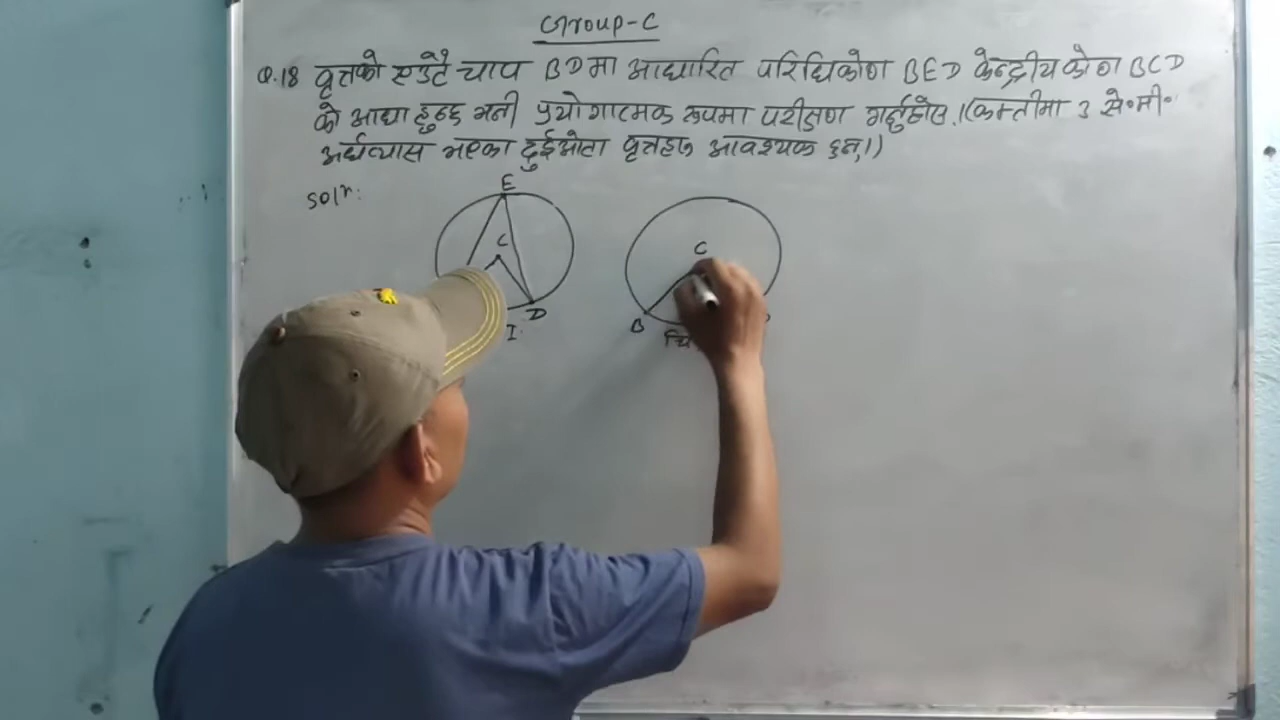 Group-C
Q.18 वृत्तको एउटै चाप BD मा आधारित परिधिकोण BED केन्द्रीय कोण BCD
को आधा हुन्छ भनी प्रयोगात्मक रूपमा परीक्षण गर्नुहोस् ।(कम्तीमा 3 से॰मी॰
अर्धव्यास भएका दुईओटा वृत्तहरू आवश्यक छन् ।)
Solⁿ:
E
C
C
D
B
I
चि